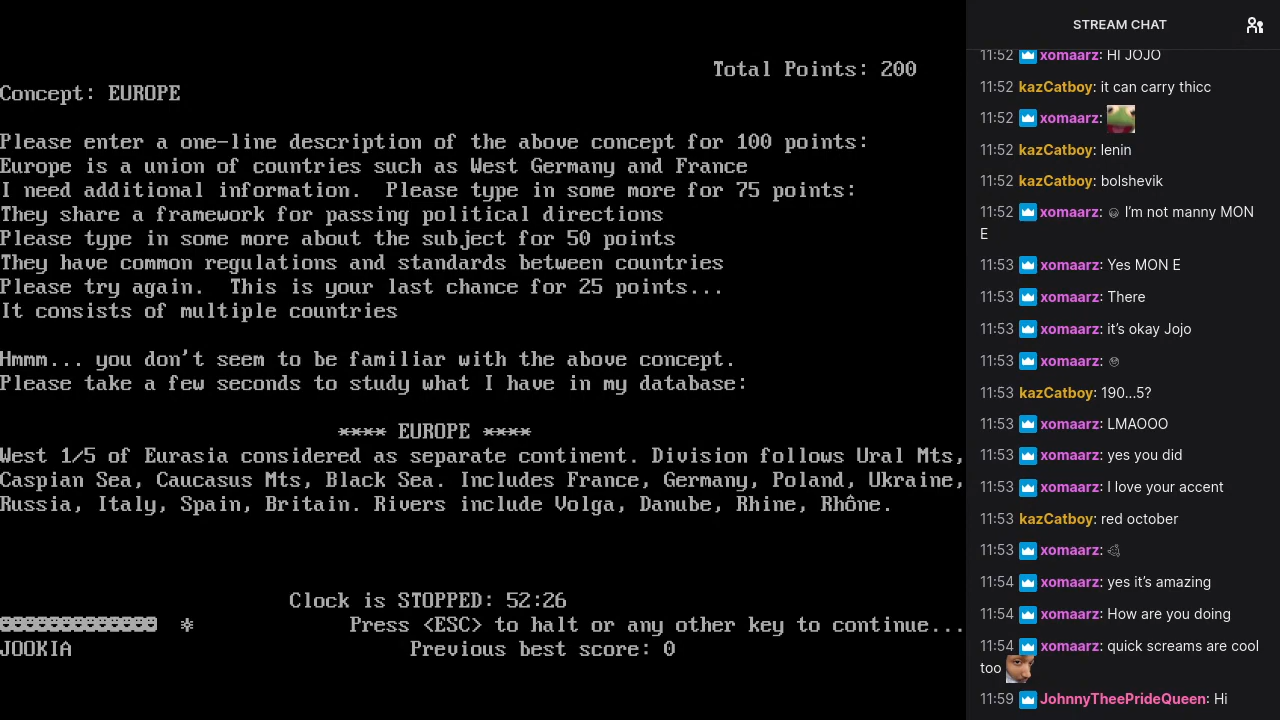 Total Points: 200
Concept: EUROPE
Please enter a one-line description of the above concept for 100 points:
Europe is a union of countries such as West Germany and France
I need additional information.  Please type in some more for 75 points:
They share a framework for passing political directions
Please type in some more about the subject for 50 points
They have common regulations and standards between countries
Please try again.  This is your last chance for 25 points...
It consists of multiple countries
Hmmm... you don't seem to be familiar with the above concept.
Please take a few seconds to study what I have in my database:
**** EUROPE ****
West 1/5 of Eurasia considered as separate continent. Division follows Ural Mts,
Caspian Sea, Caucasus Mts, Black Sea. Includes France, Germany, Poland, Ukraine,
Russia, Italy, Spain, Britain. Rivers include Volga, Danube, Rhine, Rhône.
Clock is STOPPED: 52:26
* Press <ESC> to halt or any other key to continue...
JOOKIA Previous best score: 0
STREAM CHAT
11:52 xomaarz: HI JOJO
11:52 kazCatboy: it can carry thicc
11:52 xomaarz:
11:52 kazCatboy: lenin
11:52 kazCatboy: bolshevik
11:52 xomaarz: I'm not manny MON
E
11:53 xomaarz: Yes MON E
11:53 xomaarz: There
11:53 xomaarz: it's okay Jojo
11:53 xomaarz:
11:53 kazCatboy: 190...5?
11:53 xomaarz: LMAOOO
11:53 xomaarz: yes you did
11:53 xomaarz: I love your accent
11:53 kazCatboy: red october
11:53 xomaarz:
11:54 xomaarz: yes it's amazing
11:54 xomaarz: How are you doing
11:54 xomaarz: quick screams are cool
too
11:59 JohnnyTheePrideQueen: Hi